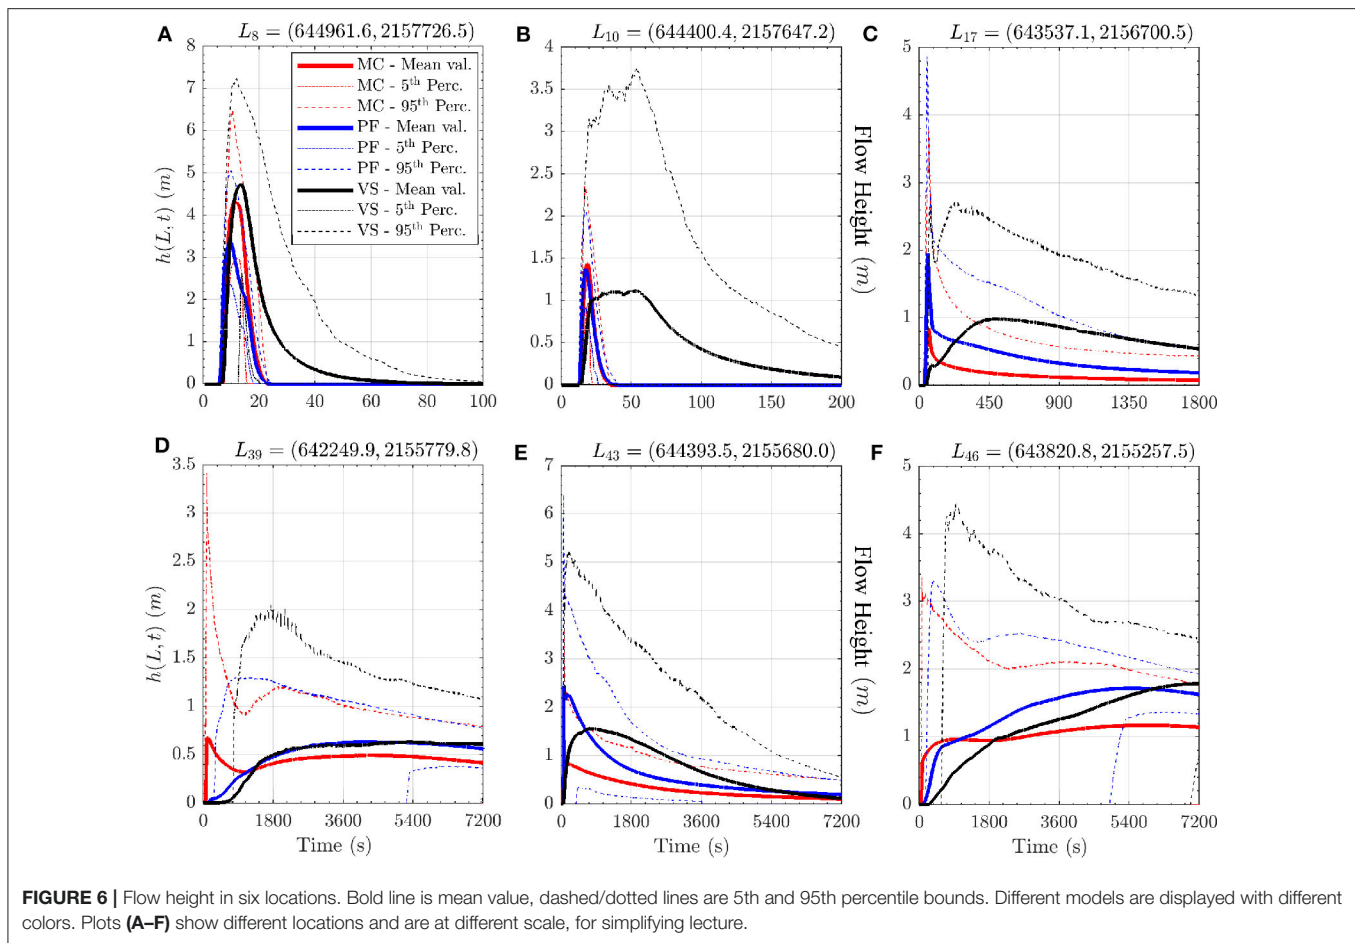 A L8 = (644961.6, 2157726.5)
8
7
6
5
4
3
2
1
0
h(L, t) (m)
MC - Mean val.
MC - 5th Perc.
MC - 95th Perc.
PF - Mean val.
PF - 5th Perc.
PF - 95th Perc.
VS - Mean val.
VS - 5th Perc.
VS - 95th Perc.
0 20 40 60 80 100
B L10 = (644400.4, 2157647.2)
4
3.5
3
2.5
2
1.5
1
0.5
0
0 50 100 150 200
Flow Height (m)
C L17 = (643537.1, 2156700.5)
5
4
3
2
1
0
0 450 900 1350 1800
D L39 = (642249.9, 2155779.8)
3.5
3
2.5
2
1.5
1
0.5
0
h(L, t) (m)
0 1800 3600 5400 7200
Time (s)
E L43 = (644393.5, 2155680.0)
7
6
5
4
3
2
1
0
0 1800 3600 5400 7200
Time (s)
Flow Height (m)
F L46 = (643820.8, 2155257.5)
5
4
3
2
1
0
0 1800 3600 5400 7200
Time (s)
FIGURE 6 | Flow height in six locations. Bold line is mean value, dashed/dotted lines are 5th and 95th percentile bounds. Different models are displayed with different
colors. Plots (A–F) show different locations and are at different scale, for simplifying lecture.